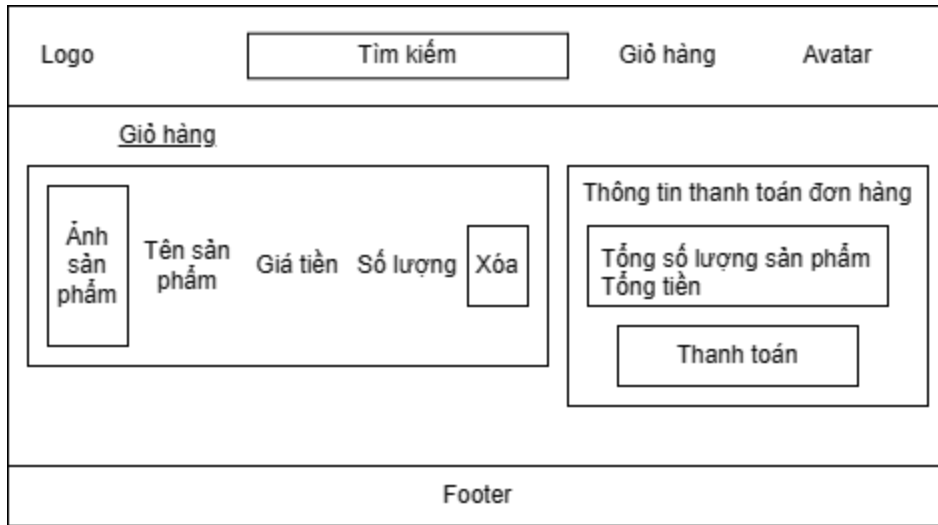 Logo
Tìm kiếm
Giỏ hàng
Avatar
Giỏ hàng
Ảnh
sản
phẩm
Tên sản
phẩm
Giá tiền
Số lượng
Xóa
Thông tin thanh toán đơn hàng
Tổng số lượng sản phẩm
Tổng tiền
Thanh toán
Footer